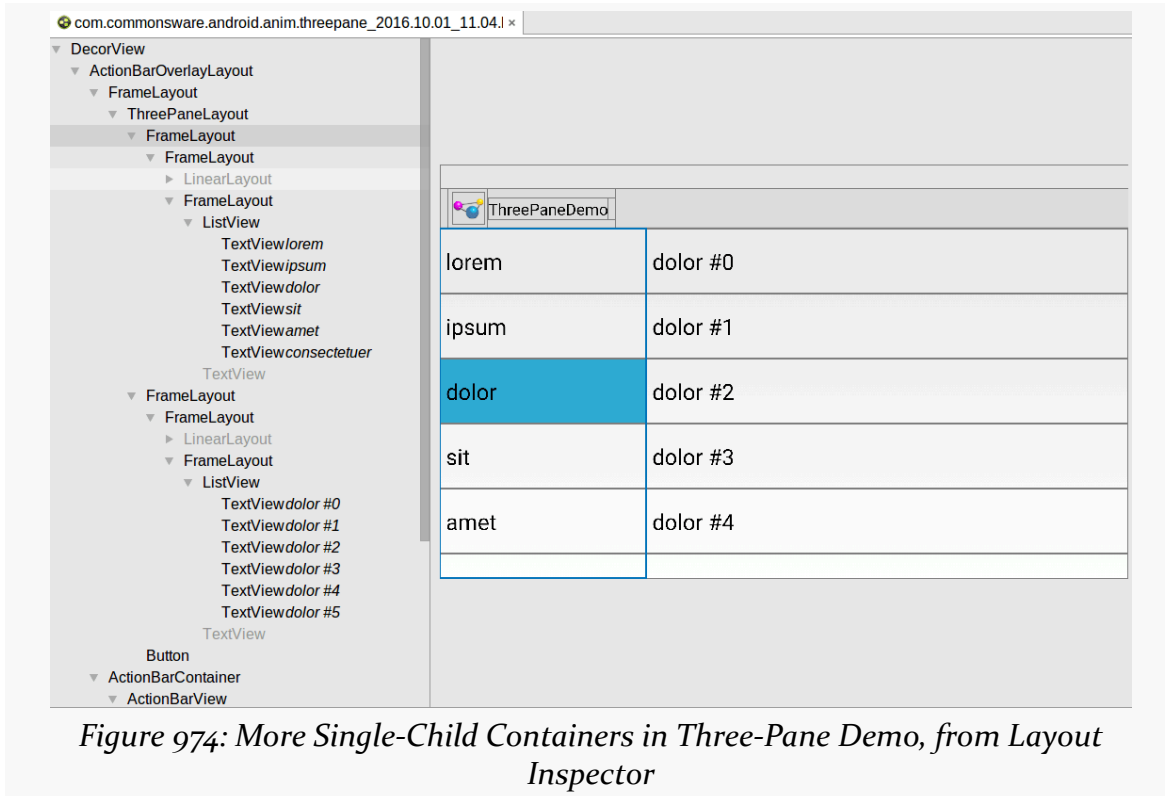 com.commonsware.android.anim.threepane_2016.10.01_11.04.l ×
DecorView
ActionBarOverlayLayout
FrameLayout
ThreePaneLayout
FrameLayout
FrameLayout
LinearLayout
FrameLayout
ListView
TextViewlorem
TextViewipsum
TextViewdolor
TextViewsit
TextViewamet
TextViewconsectetuer
TextView
FrameLayout
FrameLayout
LinearLayout
FrameLayout
ListView
TextViewdolor #0
TextViewdolor #1
TextViewdolor #2
TextViewdolor #3
TextViewdolor #4
TextViewdolor #5
TextView
Button
ActionBarContainer
ActionBarView
ThreePaneDemo
lorem
dolor #0
ipsum
dolor #1
dolor
dolor #2
sit
dolor #3
amet
dolor #4
Figure 974: More Single-Child Containers in Three-Pane Demo, from Layout
Inspector